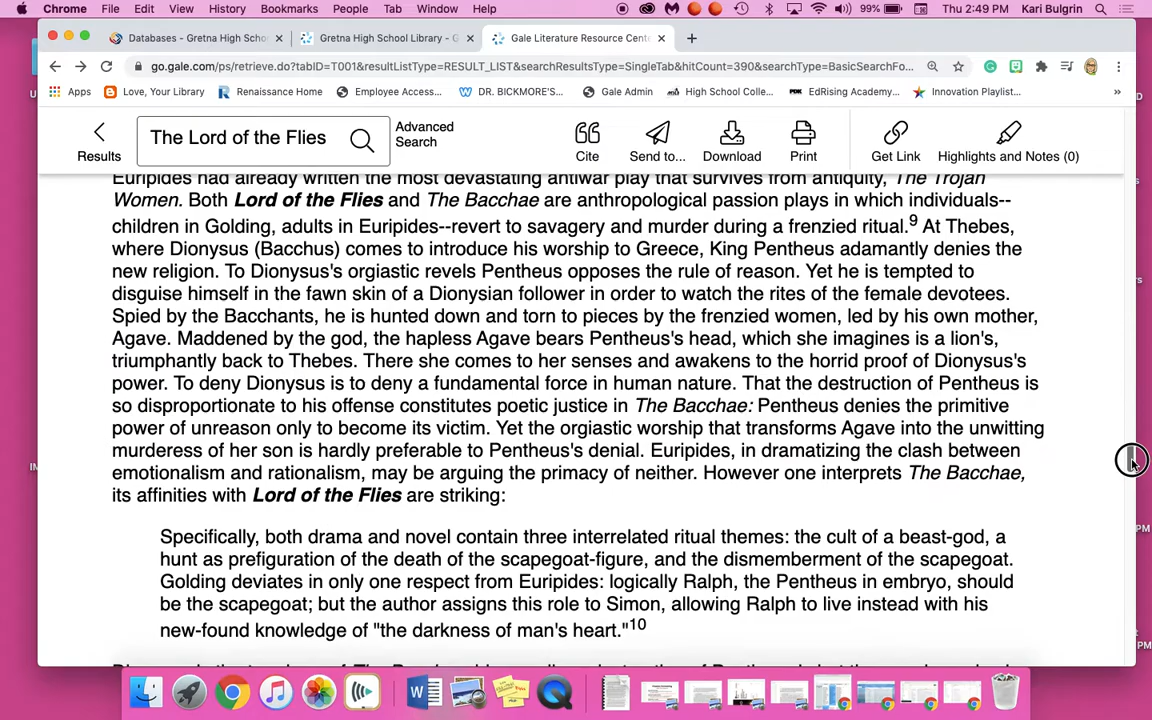 Chrome File Edit View History Bookmarks People Tab Window Help 99% Thu 2:49 PM Kari Bulgrin
Databases - Gretna High Scho × Gretna High School Library - G × Gale Literature Resource Cente × +
go.gale.com/ps/retrieve.do?tabID=T001&resultListType=RESULT_LIST&searchResultsType=SingleTab&hitCount=390&searchType=BasicSearchFo...
Apps Love, Your Library Renaissance Home Employee Access... DR. BICKMORE'S... Gale Admin High School Colle... EdRising Academy... Innovation Playlist... »
Results The Lord of the Flies Advanced Search Cite Send to... Download Print Get Link Highlights and Notes (0)
Euripides had already written the most devastating antiwar play that survives from antiquity, The Trojan
Women. Both Lord of the Flies and The Bacchae are anthropological passion plays in which individuals--
children in Golding, adults in Euripides--revert to savagery and murder during a frenzied ritual.9 At Thebes,
where Dionysus (Bacchus) comes to introduce his worship to Greece, King Pentheus adamantly denies the
new religion. To Dionysus's orgiastic revels Pentheus opposes the rule of reason. Yet he is tempted to
disguise himself in the fawn skin of a Dionysian follower in order to watch the rites of the female devotees.
Spied by the Bacchants, he is hunted down and torn to pieces by the frenzied women, led by his own mother,
Agave. Maddened by the god, the hapless Agave bears Pentheus's head, which she imagines is a lion's,
triumphantly back to Thebes. There she comes to her senses and awakens to the horrid proof of Dionysus's
power. To deny Dionysus is to deny a fundamental force in human nature. That the destruction of Pentheus is
so disproportionate to his offense constitutes poetic justice in The Bacchae: Pentheus denies the primitive
power of unreason only to become its victim. Yet the orgiastic worship that transforms Agave into the unwitting
murderess of her son is hardly preferable to Pentheus's denial. Euripides, in dramatizing the clash between
emotionalism and rationalism, may be arguing the primacy of neither. However one interprets The Bacchae,
its affinities with Lord of the Flies are striking:
Specifically, both drama and novel contain three interrelated ritual themes: the cult of a beast-god, a
hunt as prefiguration of the death of the scapegoat-figure, and the dismemberment of the scapegoat.
Golding deviates in only one respect from Euripides: logically Ralph, the Pentheus in embryo, should
be the scapegoat; but the author assigns this role to Simon, allowing Ralph to live instead with his
new-found knowledge of "the darkness of man's heart."10